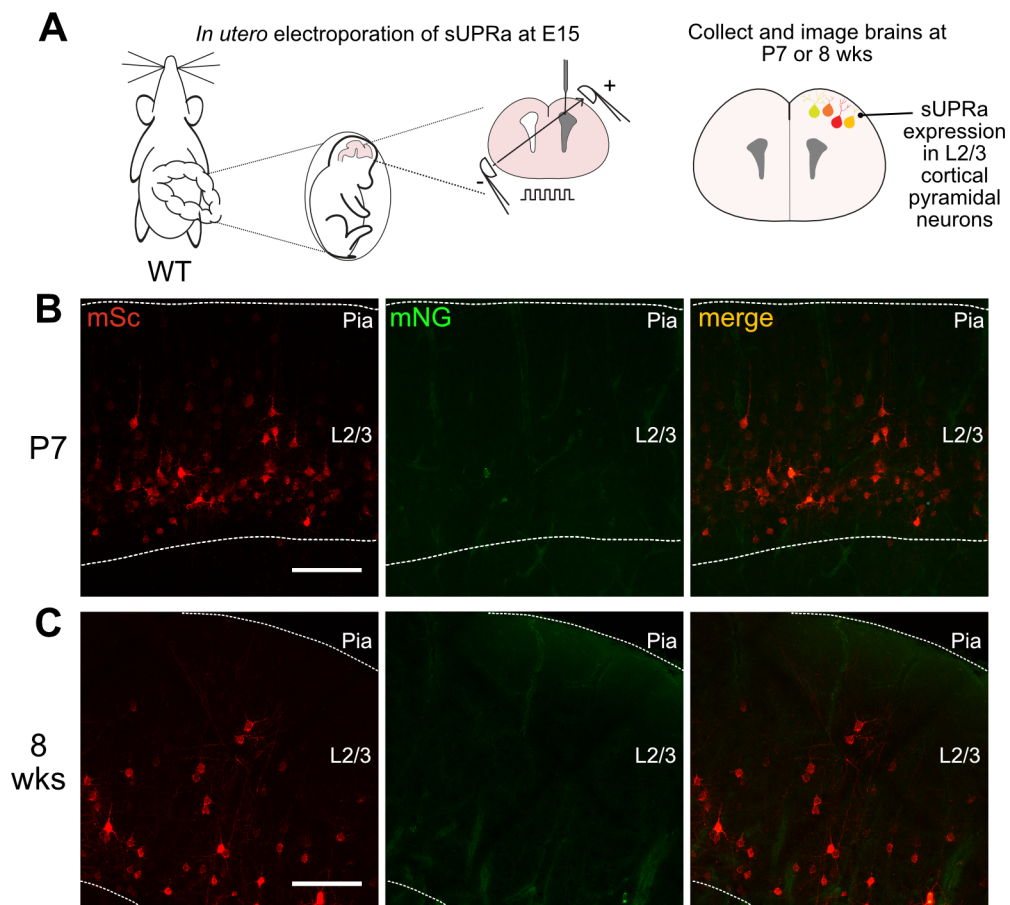 A
In utero electroporation of sUPRa at E15
+
-
WT
Collect and image brains at
P7 or 8 wks
sUPRa
expression
in L2/3
cortical
pyramidal
neurons
B
P7
mSc
Pia
L2/3
mNG
Pia
L2/3
merge
Pia
L2/3
C
8
wks
Pia
L2/3
Pia
L2/3
Pia
L2/3